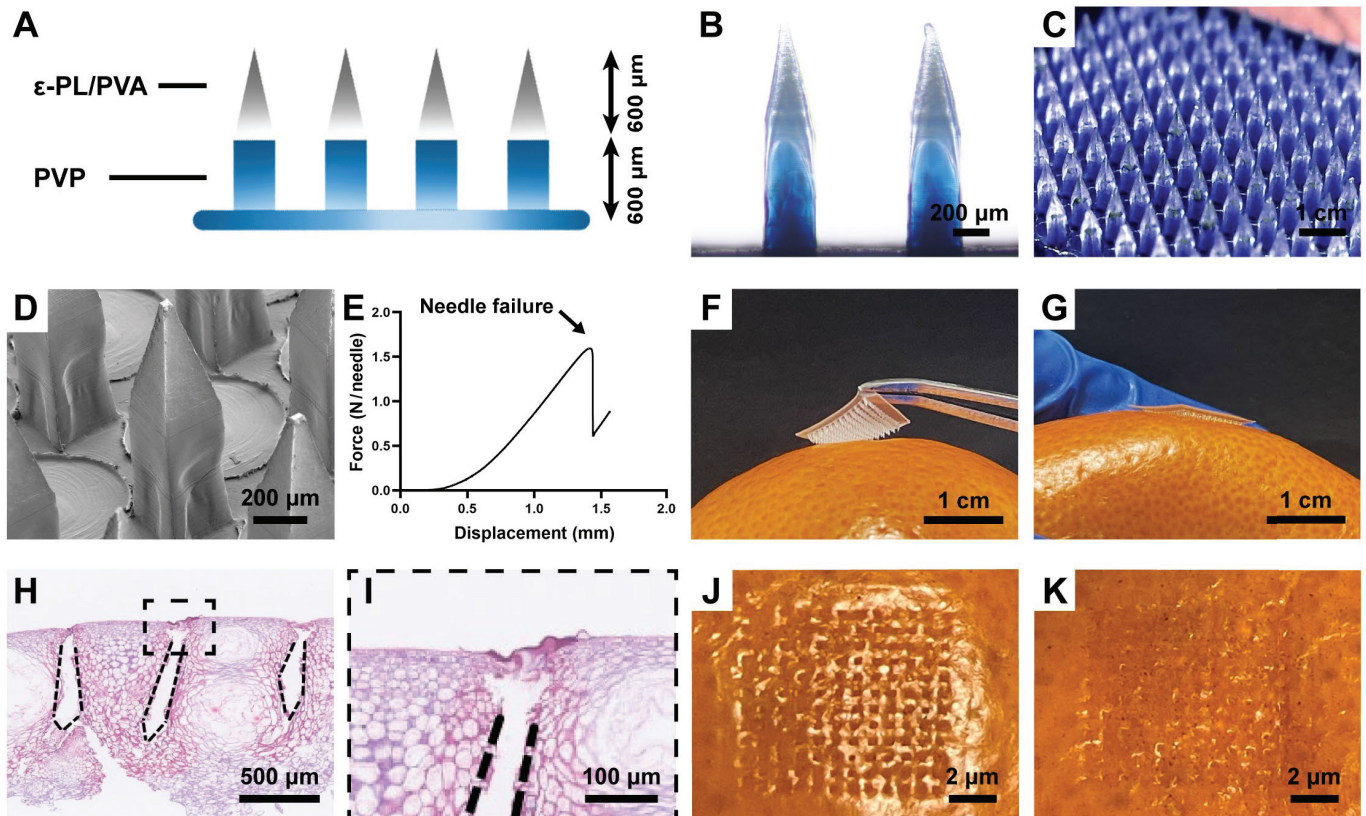 A
ε-PL/PVA
PVP
600 µm
600 µm
B
200 µm
C
1 cm
D
200 µm
E
Needle failure
2.0
1.5
1.0
0.5
0.0
Force (N/needle)
0.0 0.5 1.0 1.5 2.0
Displacement (mm)
F
1 cm
G
1 cm
H
500 µm
I
100 µm
J
2 µm
K
2 µm